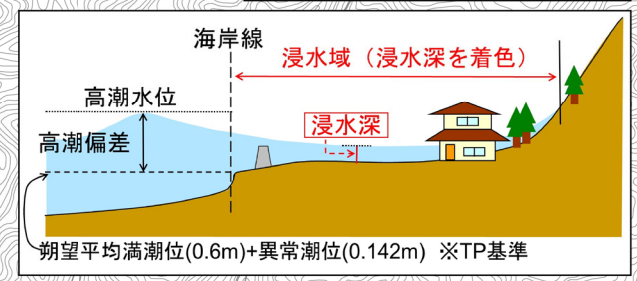 海岸線
浸水域（浸水深を着色）
高潮水位
高潮偏差
浸水深
朔望平均満潮位(0.6m)+異常潮位(0.142m) ※TP基準